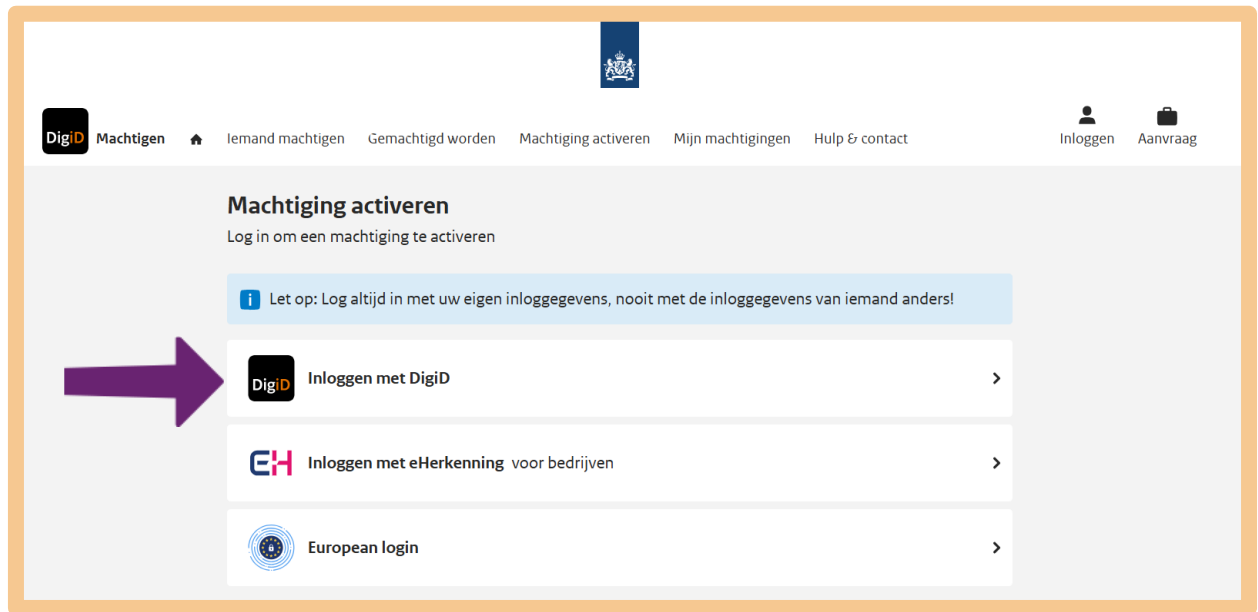 DigiD Machtigen Iemand machtigen Gemachtigd worden Machtiging activeren Mijn machtigingen Hulp & contact Inloggen Aanvraag
Machtiging activeren
Log in om een machtiging te activeren
i Let op: Log altijd in met uw eigen inloggegevens, nooit met de inloggegevens van iemand anders!
DigiD Inloggen met DigiD
EH Inloggen met eHerkenning voor bedrijven
European login